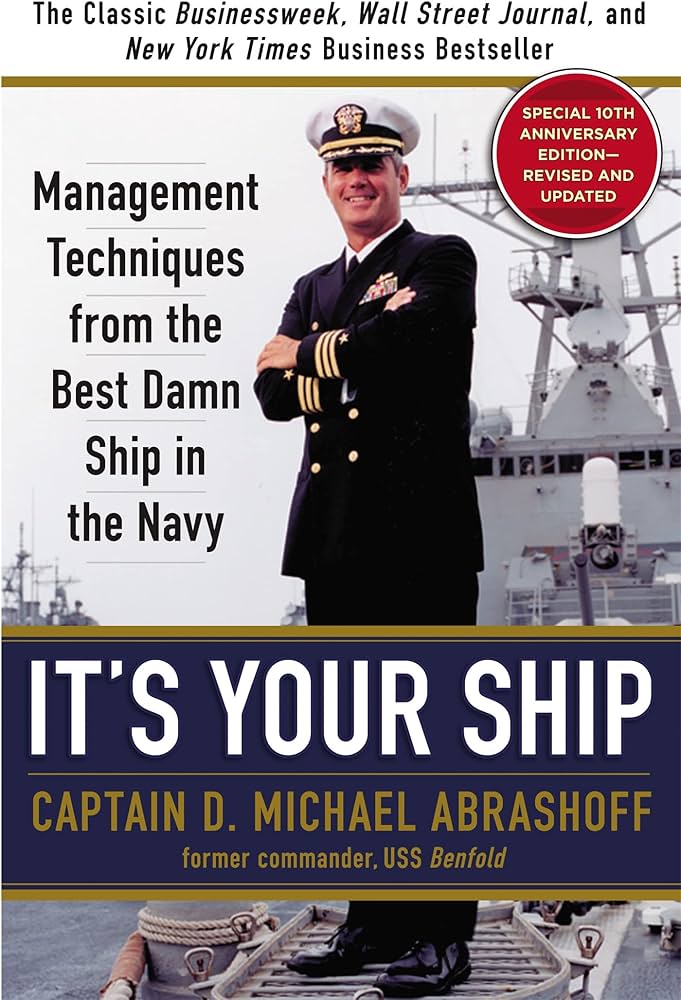 The Classic Businessweek, Wall Street Journal, and
New York Times Business Bestseller
SPECIAL 10TH
ANNIVERSARY
EDITION—
REVISED AND
UPDATED
Management
Techniques
from the
Best Damn
Ship in
the Navy
IT'S YOUR SHIP
CAPTAIN D. MICHAEL ABRASHOFF
former commander, USS Benfold